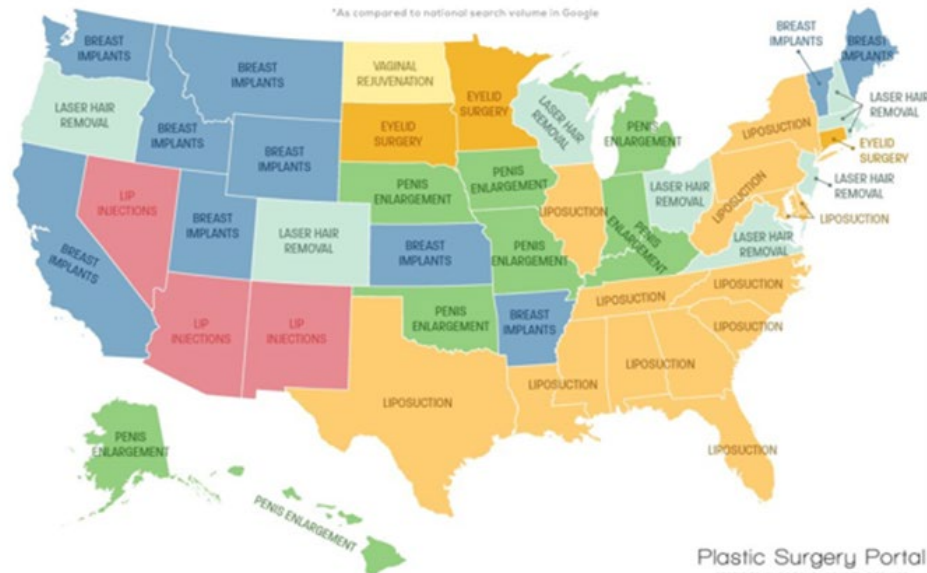 *As compared to national search volume in Google
BREAST
IMPLANTS
BREAST
IMPLANTS
VAGINAL
REJUVENATION
EYELID
SURGERY
BREAST
IMPLANTS
BREAST
IMPLANTS
LASER HAIR
REMOVAL
BREAST
IMPLANTS
BREAST
IMPLANTS
EYELID
SURGERY
LASER HAIR
REMOVAL
PENIS
ENLARGEMENT
LIPOSUCTION
LASER HAIR
REMOVAL
EYELID
SURGERY
LASER HAIR
REMOVAL
LIPOSUCTION
LIP
INJECTIONS
BREAST
IMPLANTS
LASER HAIR
REMOVAL
PENIS
ENLARGEMENT
PENIS
ENLARGEMENT
LIPOSUCTION
PENIS
ENLARGEMENT
LASER HAIR
REMOVAL
LIPOSUCTION
LASER HAIR
REMOVAL
BREAST
IMPLANTS
BREAST
IMPLANTS
PENIS
ENLARGEMENT
LIP
INJECTIONS
LIP
INJECTIONS
PENIS
ENLARGEMENT
BREAST
IMPLANTS
LIPOSUCTION
LIPOSUCTION
LIPOSUCTION
LIPOSUCTION
LIPOSUCTION
LIPOSUCTION
LIPOSUCTION
LIPOSUCTION
LIPOSUCTION
PENIS
ENLARGEMENT
PENIS ENLARGEMENT
Plastic Surgery Portal